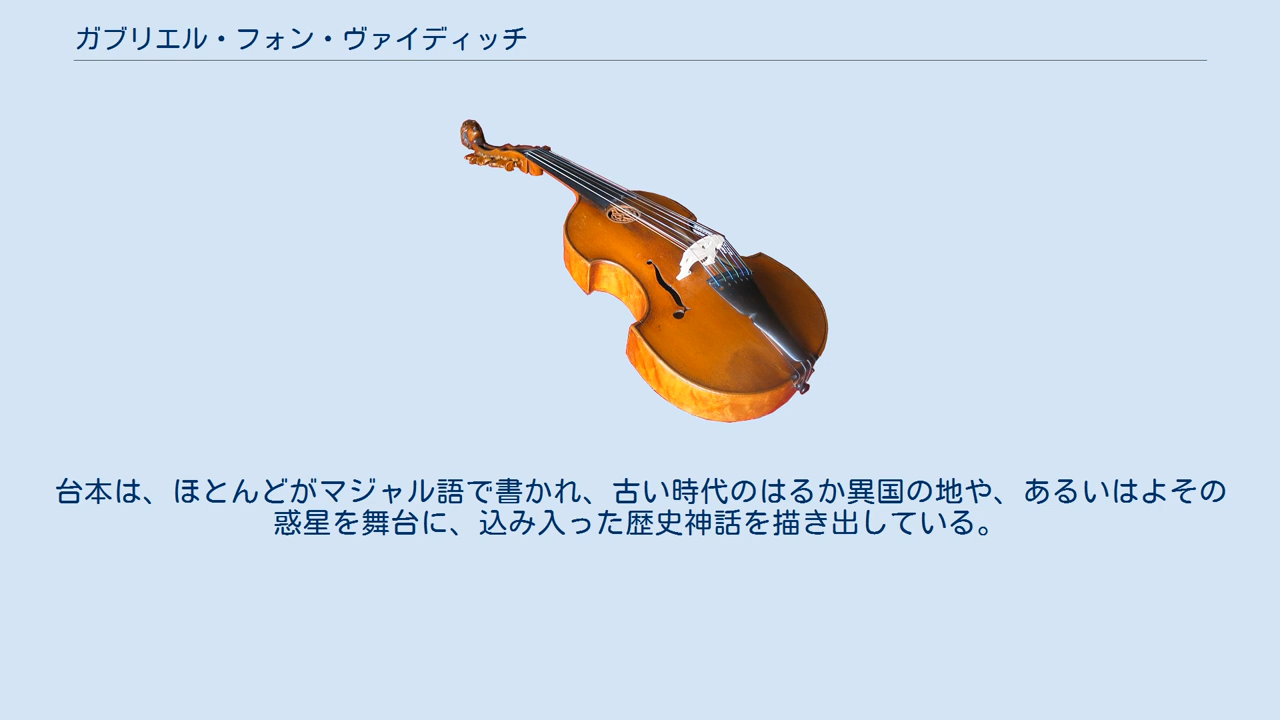 ガブリエル・フォン・ヴァイディッチ
台本は、ほとんどがマジャル語で書かれ、古い時代のはるか異国の地や、あるいはよその
惑星を舞台に、込み入った歴史神話を描き出している。